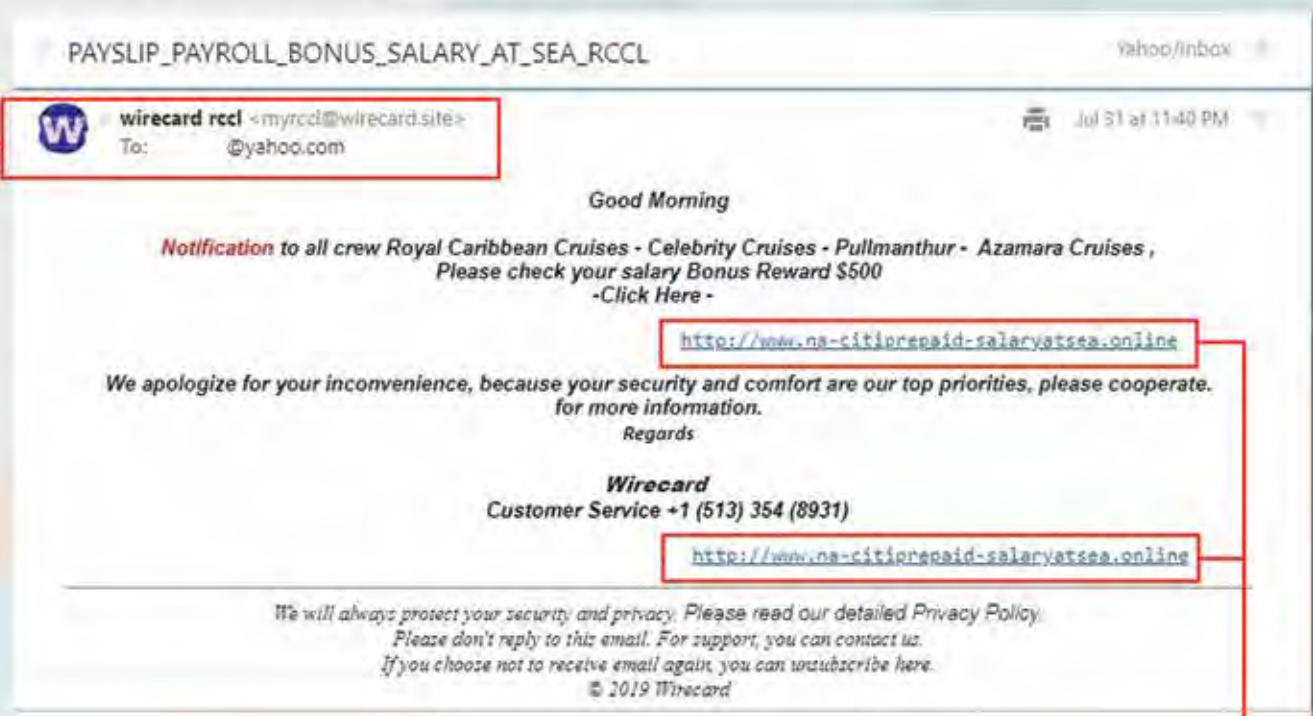 PAYSLIP_PAYROLL_BONUS_SALARY_AT_SEA_RCCL
Yahoo/Inbox
W
wirecard rccl <myrccl@wirecard.site>
Jul 31 at 11:40 PM
To: @yahoo.com
Good Morning
Notification to all crew Royal Caribbean Cruises - Celebrity Cruises - Pullmanthur - Azamara Cruises ,
Please check your salary Bonus Reward $500
-Click Here -
http://www.na-citiprepaid-salaryatsea.online
We apologize for your inconvenience, because your security and comfort are our top priorities, please cooperate.
for more information.
Regards
Wirecard
Customer Service +1 (513) 354 (8931)
http://www.na-citiprepaid-salaryatsea.online
We will always protect your security and privacy. Please read our detailed Privacy Policy.
Please don't reply to this email. For support, you can contact us.
If you choose not to receive email again, you can unsubscribe here.
© 2019 Wirecard